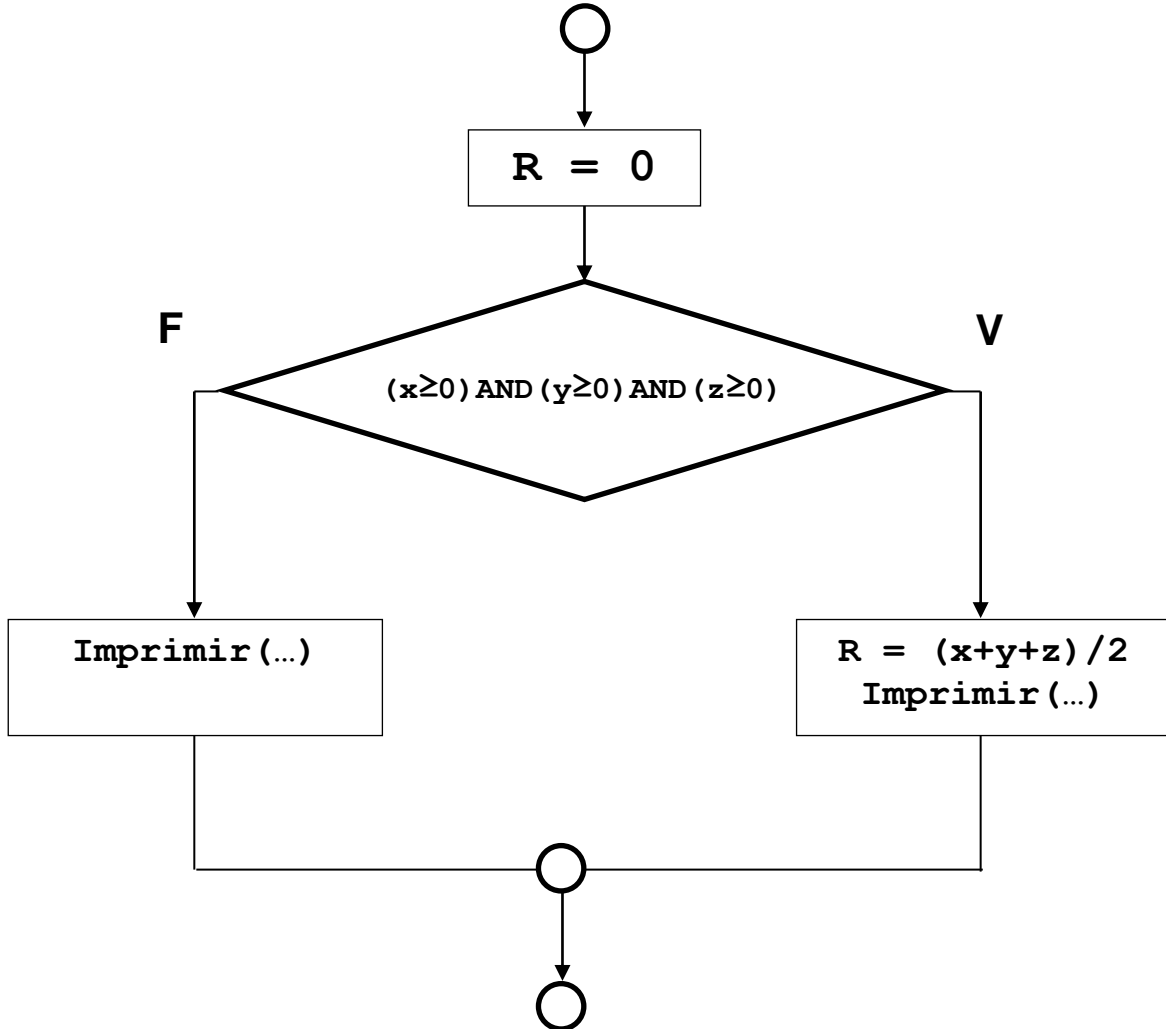 R = 0
F
V
(x≥0)AND(y≥0)AND(z≥0)
Imprimir(…)
R = (x+y+z)/2
Imprimir(…)